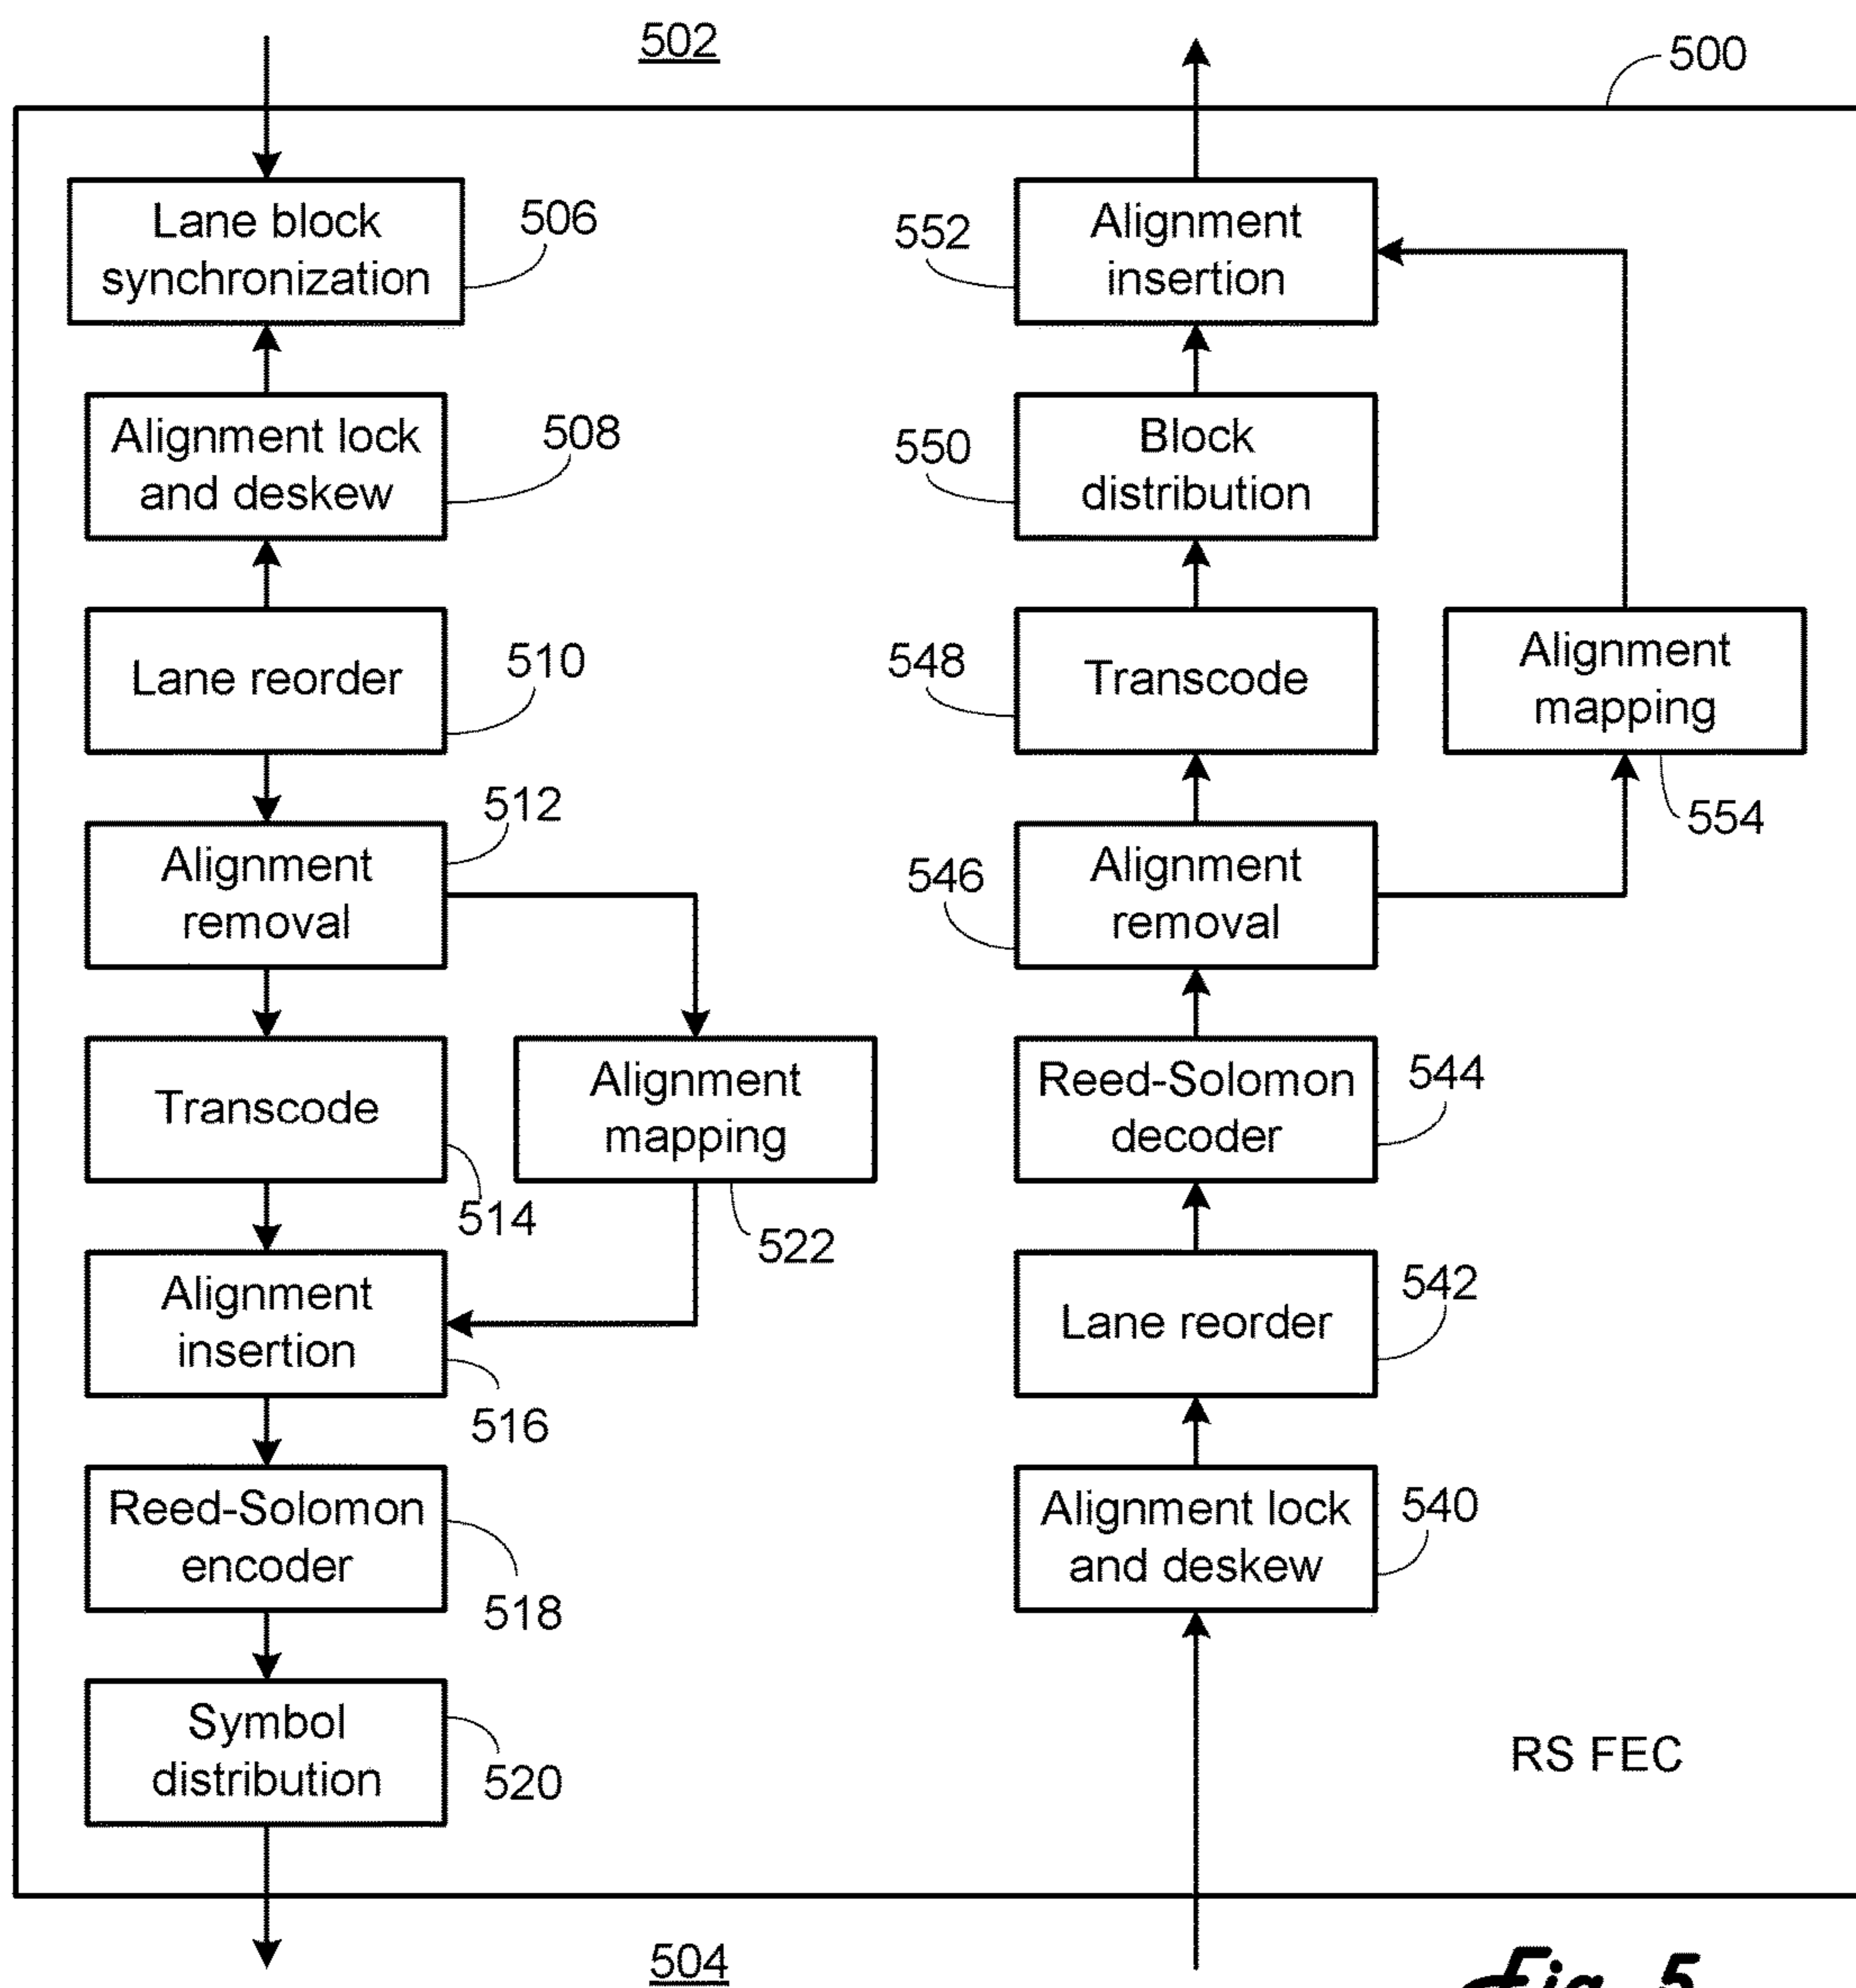 502
500
Lane block
synchronization
506
Alignment lock
and deskew
508
Lane reorder
510
Alignment
removal
512
Transcode
514
Alignment
mapping
522
Alignment
insertion
516
Reed-Solomon
encoder
518
Symbol
distribution
520
552
Alignment
insertion
550
Block
distribution
548
Transcode
Alignment
mapping
554
546
Alignment
removal
Reed-Solomon
decoder
544
Lane reorder
542
Alignment lock
and deskew
540
RS FEC
504
Fig. 5